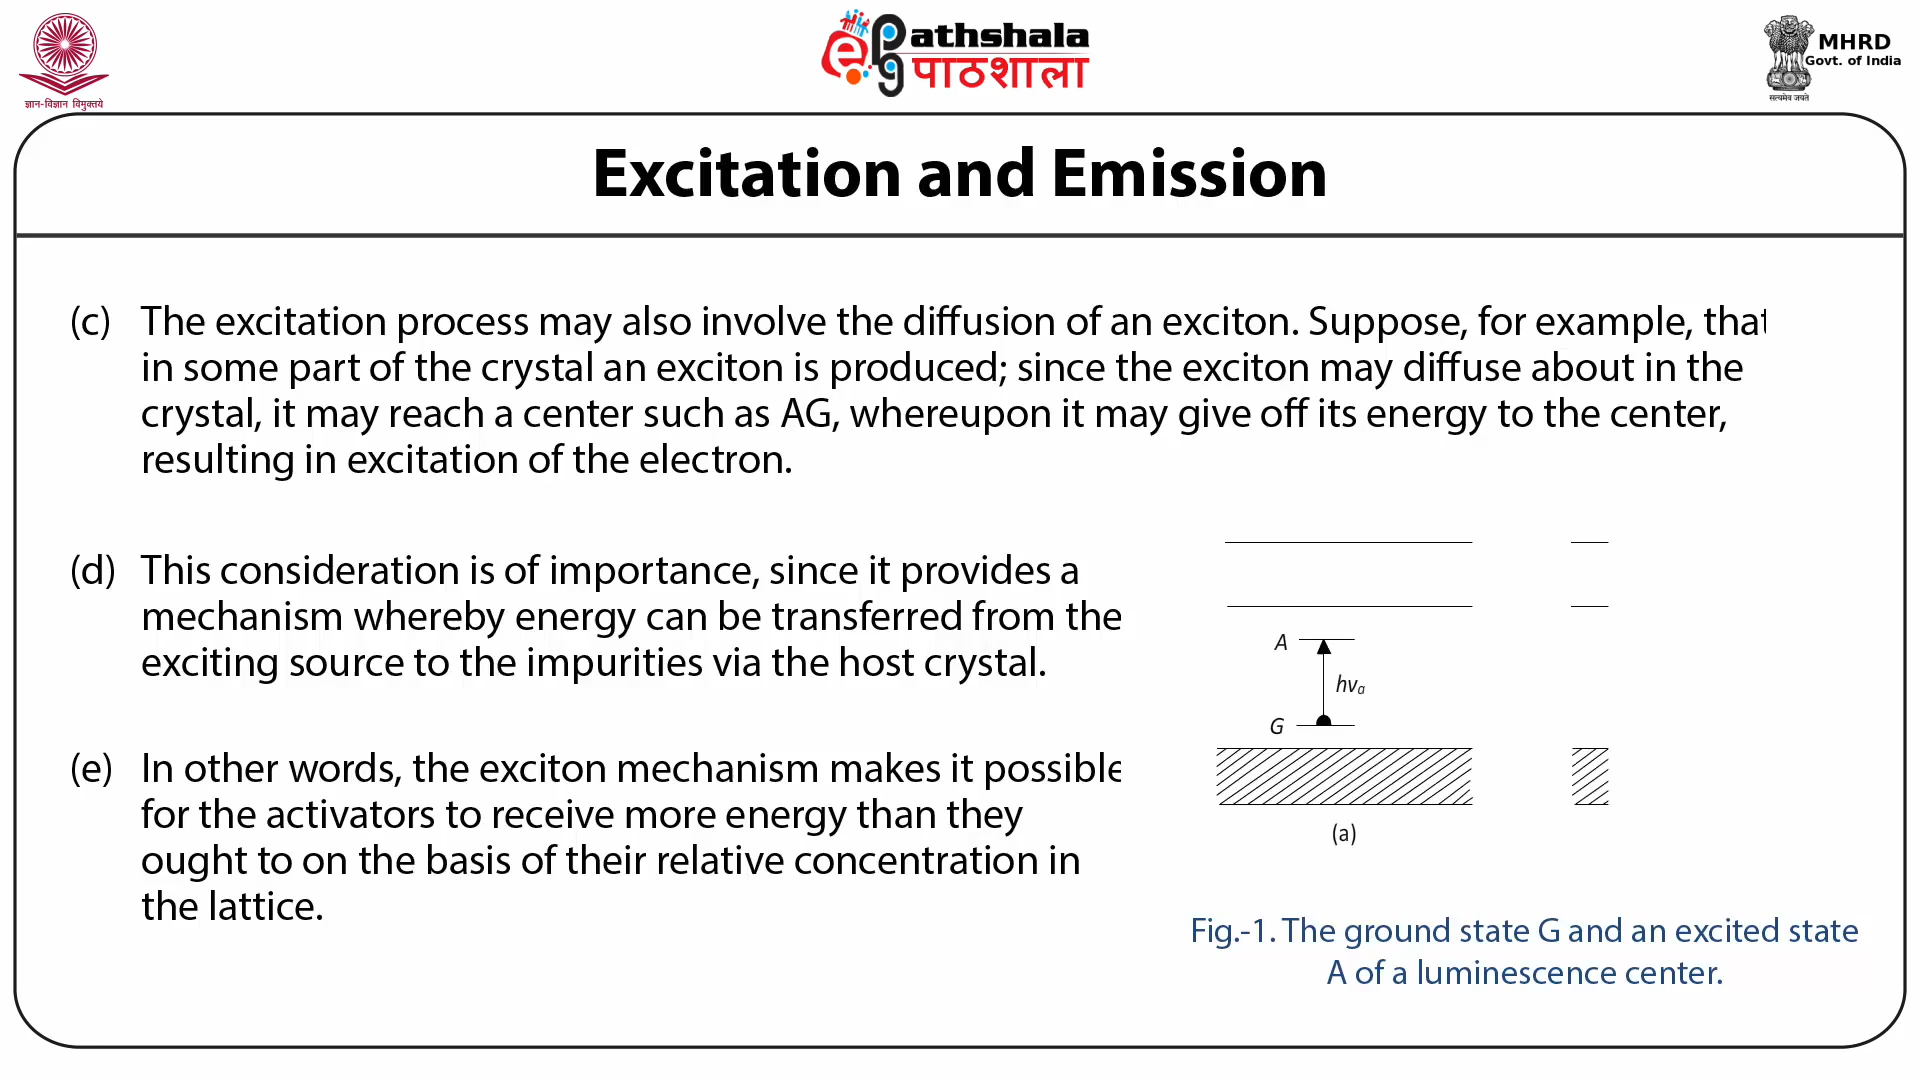 ज्ञान-विज्ञान विमुक्तये
ePathshala
पाठशाला
MHRD
Govt. of India
सत्यमेव जयते
Excitation and Emission
(c) The excitation process may also involve the diffusion of an exciton. Suppose, for example, that
in some part of the crystal an exciton is produced; since the exciton may diffuse about in the
crystal, it may reach a center such as AG, whereupon it may give off its energy to the center,
resulting in excitation of the electron.
(d) This consideration is of importance, since it provides a
mechanism whereby energy can be transferred from the
exciting source to the impurities via the host crystal.
(e) In other words, the exciton mechanism makes it possible
for the activators to receive more energy than they
ought to on the basis of their relative concentration in
the lattice.
A
hνa
G
(a)
Fig.-1. The ground state G and an excited state
A of a luminescence center.